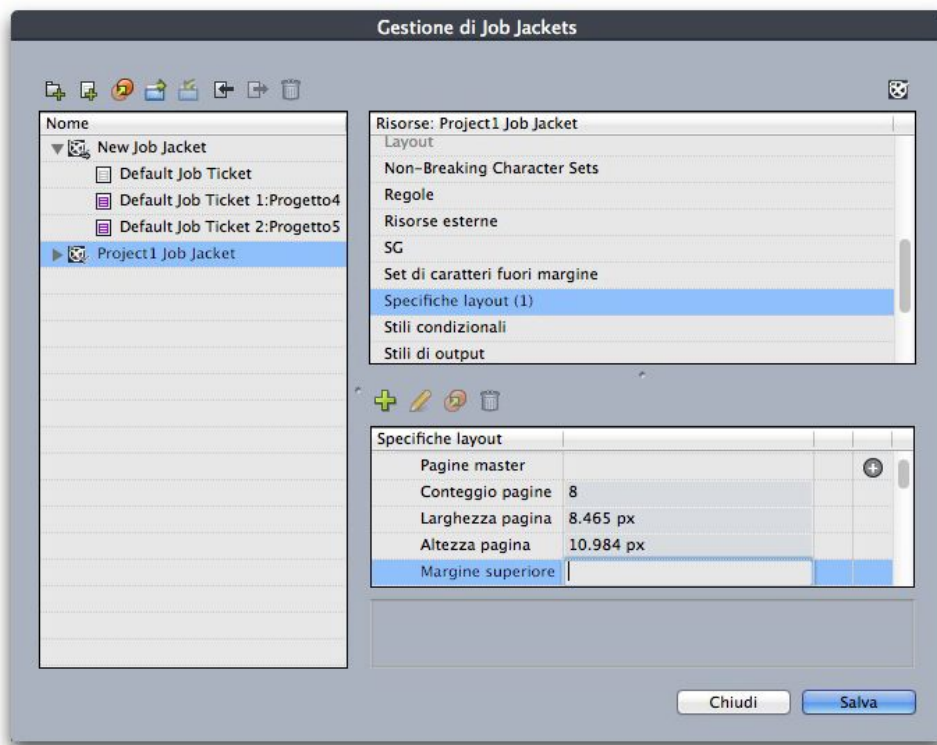 Gestione di Job Jackets
Nome
New Job Jacket
Default Job Ticket
Default Job Ticket 1:Progetto4
Default Job Ticket 2:Progetto5
Project1 Job Jacket
Risorse: Project1 Job Jacket
Layout
Non-Breaking Character Sets
Regole
Risorse esterne
SG
Set di caratteri fuori margine
Specifiche layout (1)
Stili condizionali
Stili di output
Specifiche layout
Pagine master
Conteggio pagine 8
Larghezza pagina 8.465 px
Altezza pagina 10.984 px
Margine superiore
Chiudi Salva